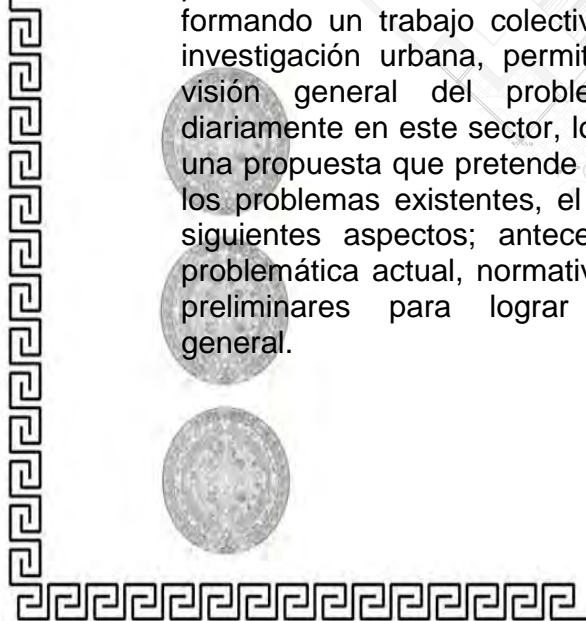 formando un trabajo colectiv
investigación urbana, permit
visión general del proble
diariamente en este sector, lo
una propuesta que pretende
los problemas existentes, el
siguientes aspectos; antece
problemática actual, normativ
preliminares para lograr
general.